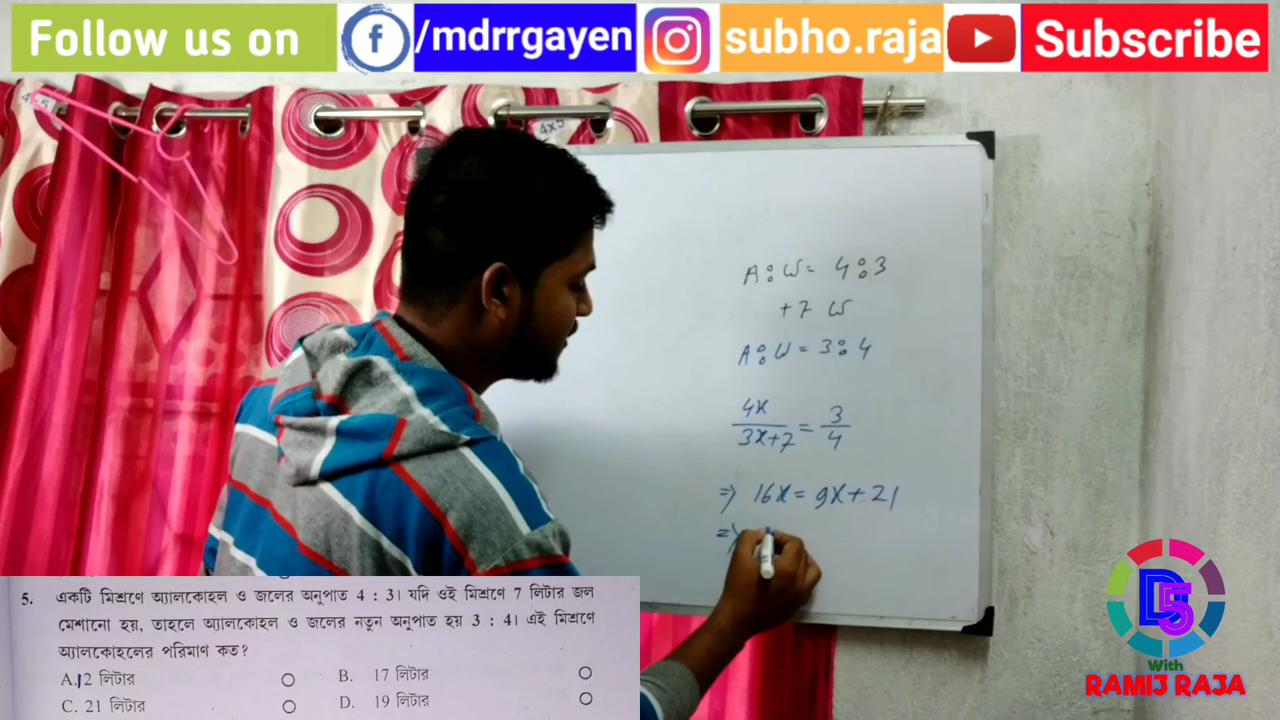 Follow us on f /mdrrgayen subho.raja Subscribe
4x5
A : W = 4 : 3
+ 7 W
A : W = 3 : 4
4x / 3x+7 = 3 / 4
=> 16x = 9x + 21
=>
5. একটি মিশ্রণে অ্যালকোহল ও জলের অনুপাত 4 : 3। যদি ওই মিশ্রণে 7 লিটার জল
মেশানো হয়, তাহলে অ্যালকোহল ও জলের নতুন অনুপাত হয় 3 : 4। এই মিশ্রণে
অ্যালকোহলের পরিমাণ কত?
A. 12 লিটার B. 17 লিটার
C. 21 লিটার D. 19 লিটার
With
RAMIJ RAJA